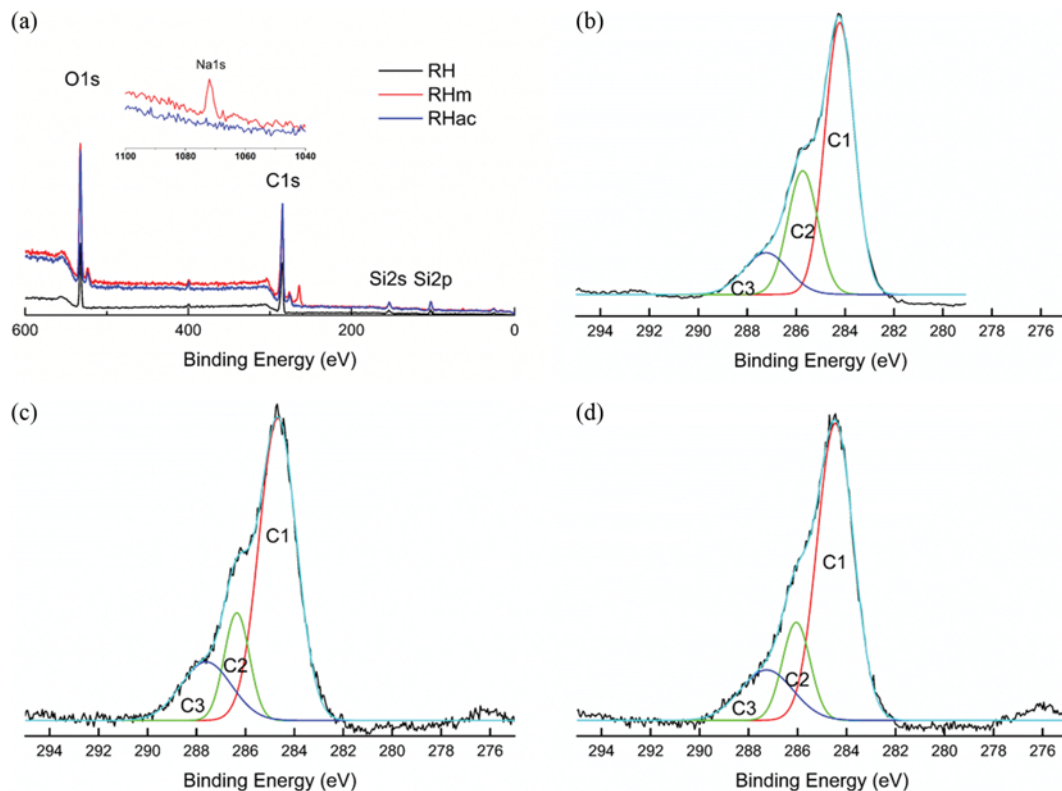 (a)
O1s
Na1s
RH
RHm
RHac
1100 1080 1060 1040
C1s
Si2s Si2p
600 400 200 0
Binding Energy (eV)
(b)
C1
C2
C3
294 292 290 288 286 284 282 280 278 276
Binding Energy (eV)
(c)
C1
C2
C3
294 292 290 288 286 284 282 280 278 276
Binding Energy (eV)
(d)
C1
C2
C3
294 292 290 288 286 284 282 280 278 276
Binding Energy (eV)